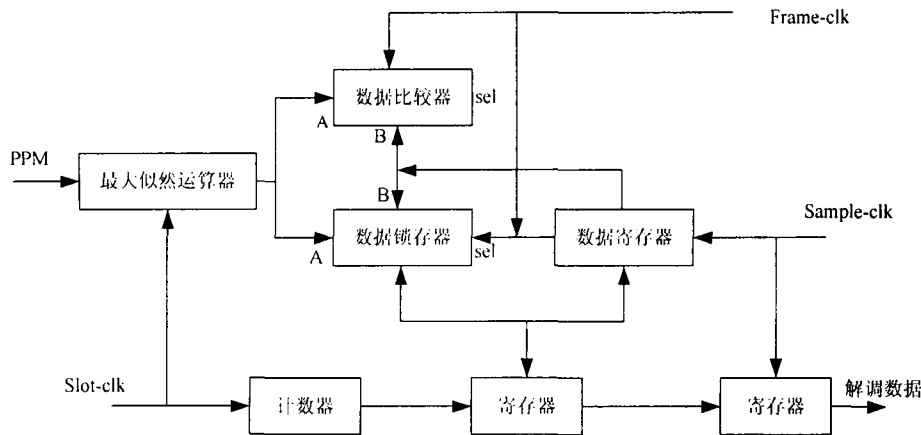 Frame-clk
数据比较器
sel
A
B
PPM
最大似然运算器
B
Sample-clk
数据锁存器
数据寄存器
A
sel
Slot-clk
计数器
寄存器
寄存器
解调数据